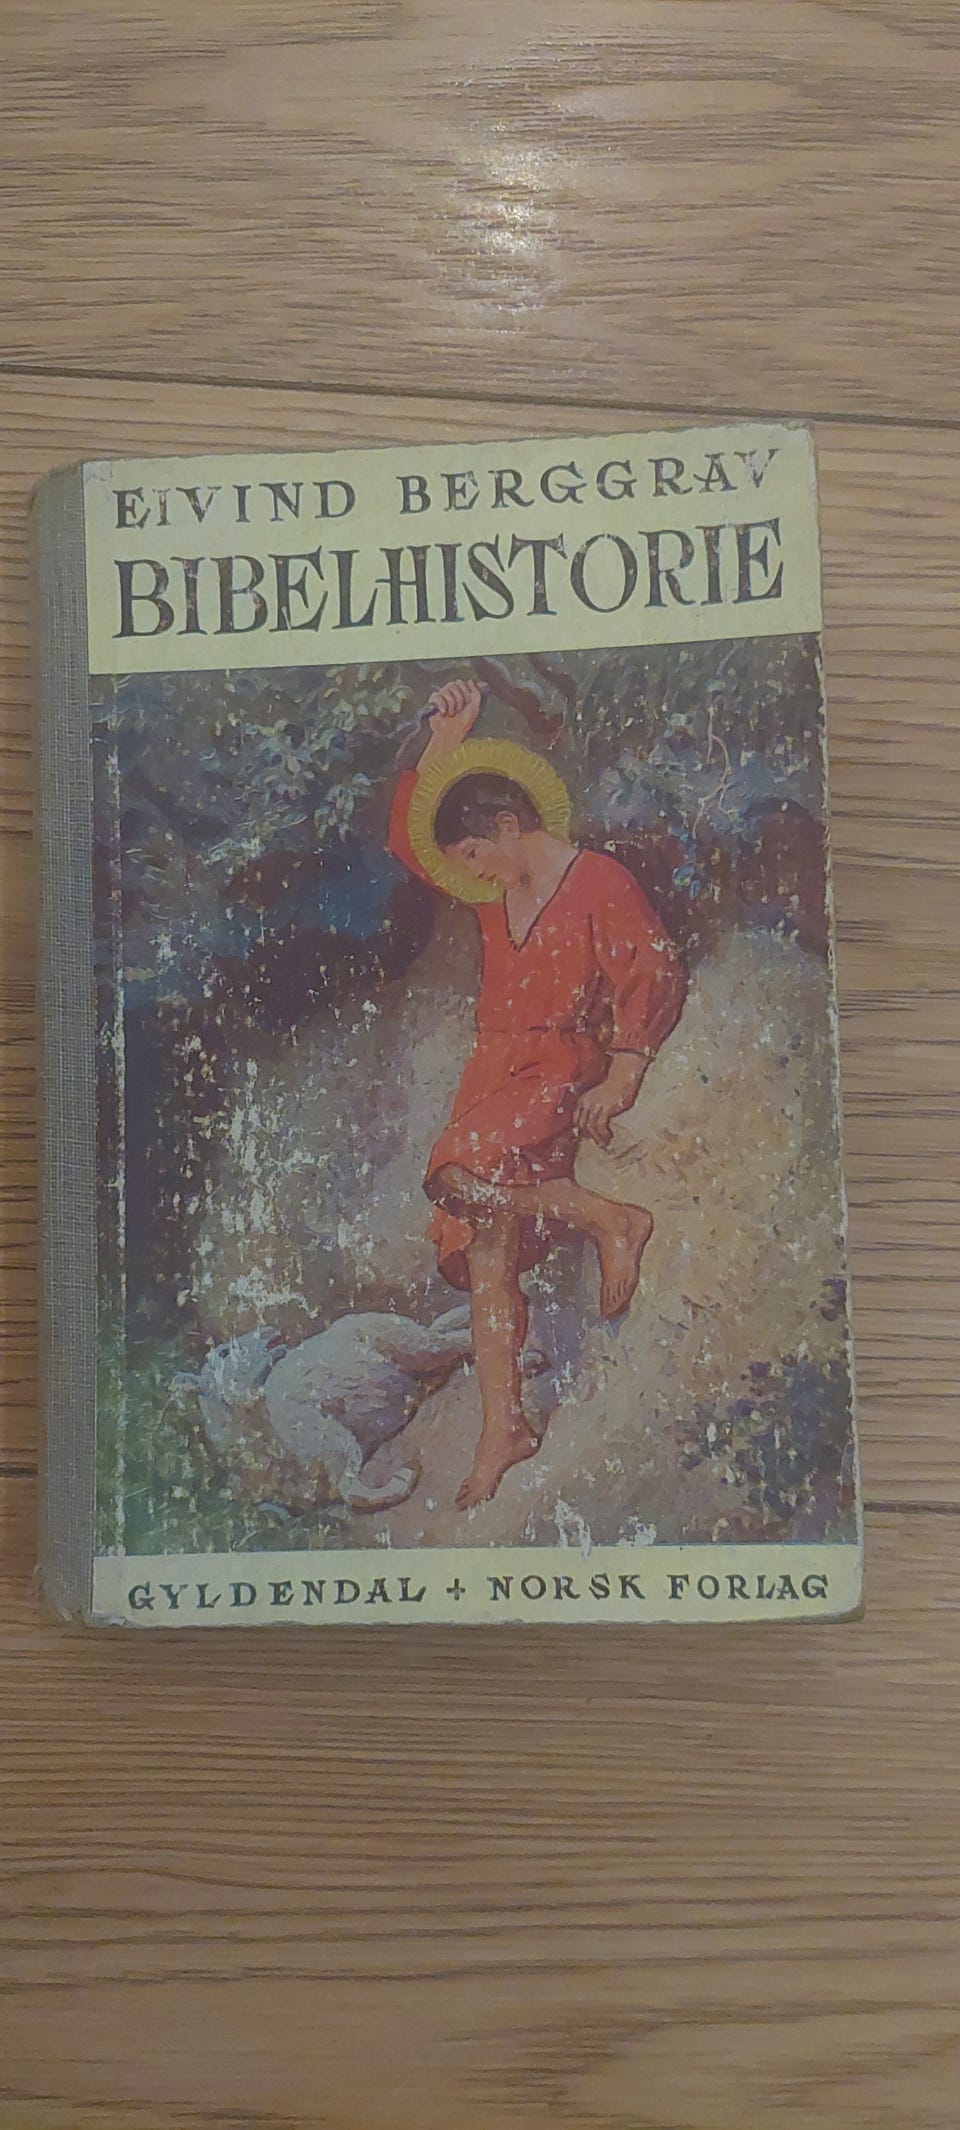 EIVIND BERGGRAV
BIBELHISTORIE
GYLDENDAL + NORSK FORLAG